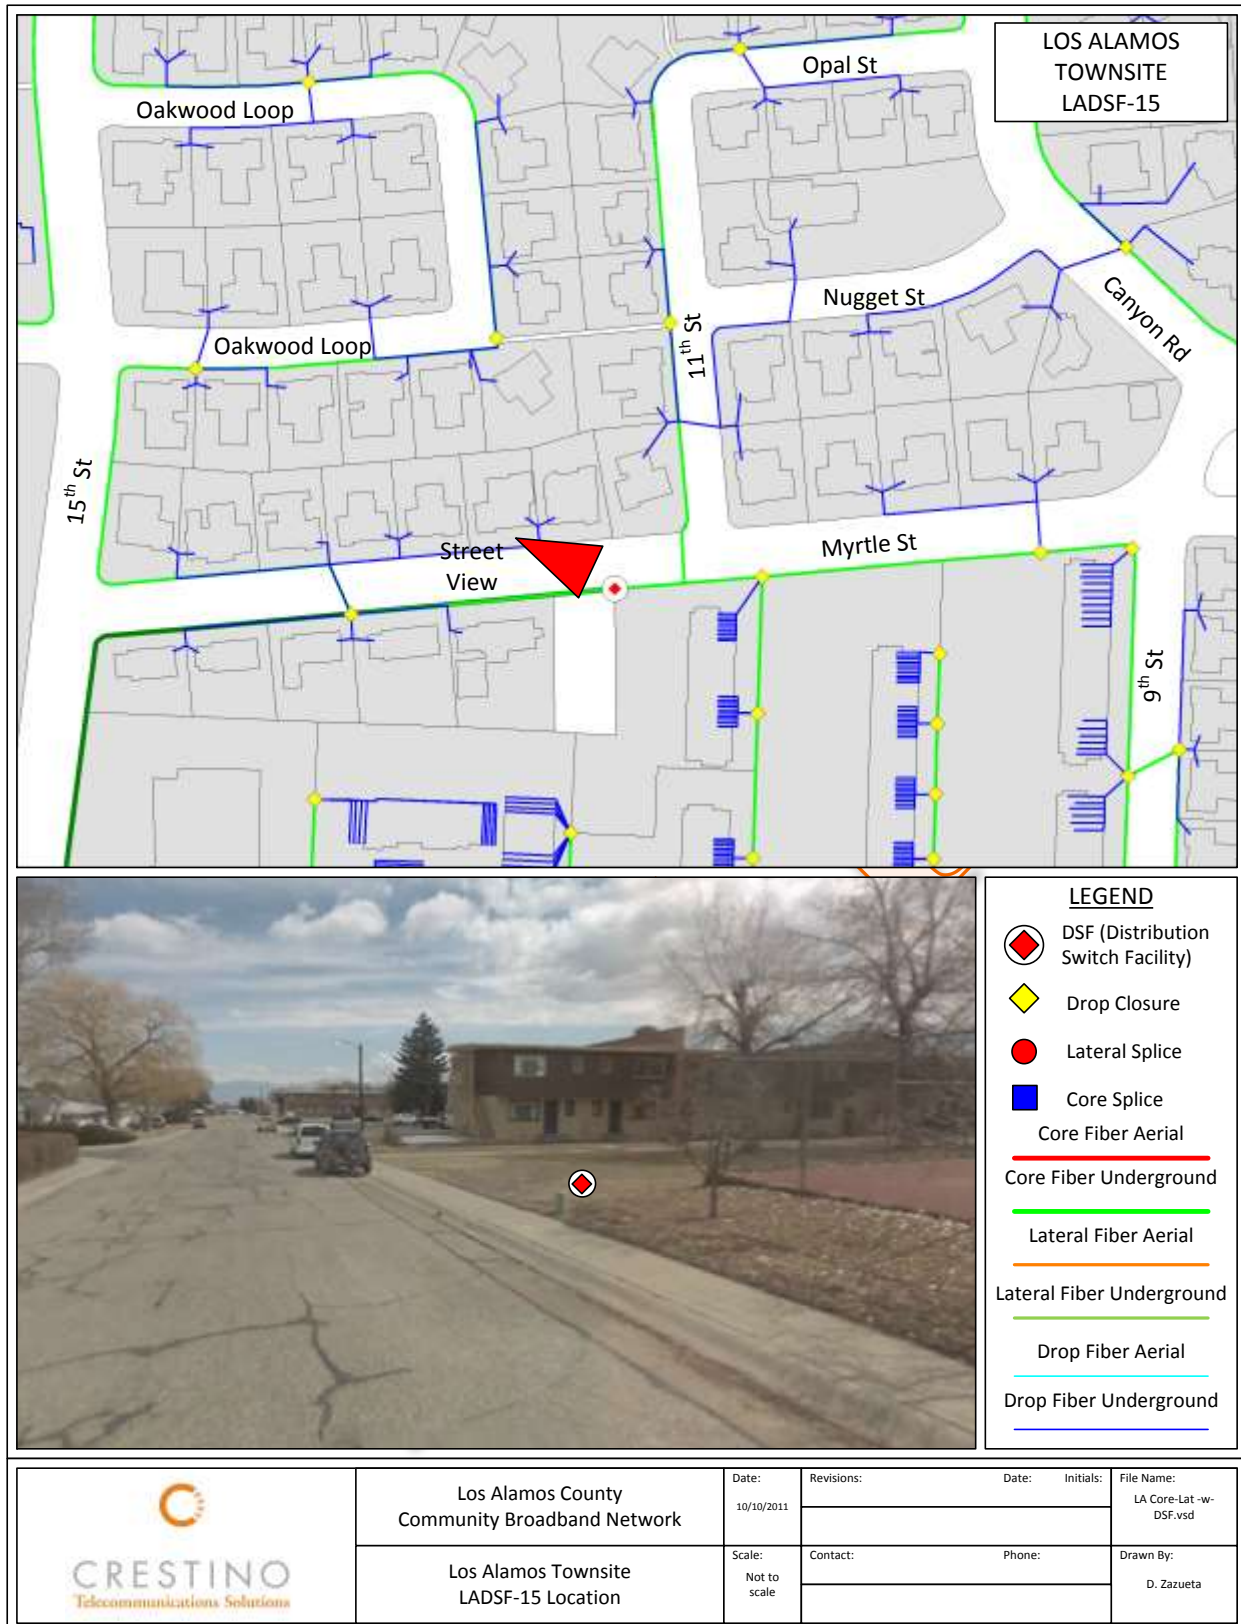 LOS ALAMOS
TOWNSITE
LADSF-15
Opal St
Oakwood Loop
Nugget St
Canyon Rd
11th St
Oakwood Loop
15th St
Street
View
Myrtle St
9th St
LEGEND
DSF (Distribution
Switch Facility)
Drop Closure
Lateral Splice
Core Splice
Core Fiber Aerial
Core Fiber Underground
Lateral Fiber Aerial
Lateral Fiber Underground
Drop Fiber Aerial
Drop Fiber Underground
CRESTINO
Telecommunications Solutions
Los Alamos County
Community Broadband Network
Los Alamos Townsite
LADSF-15 Location
Date:
10/10/2011
Revisions:
Date:
Initials:
File Name:
LA Core-Lat -w-
DSF.vsd
Scale:
Not to
scale
Contact:
Phone:
Drawn By:
D. Zazueta